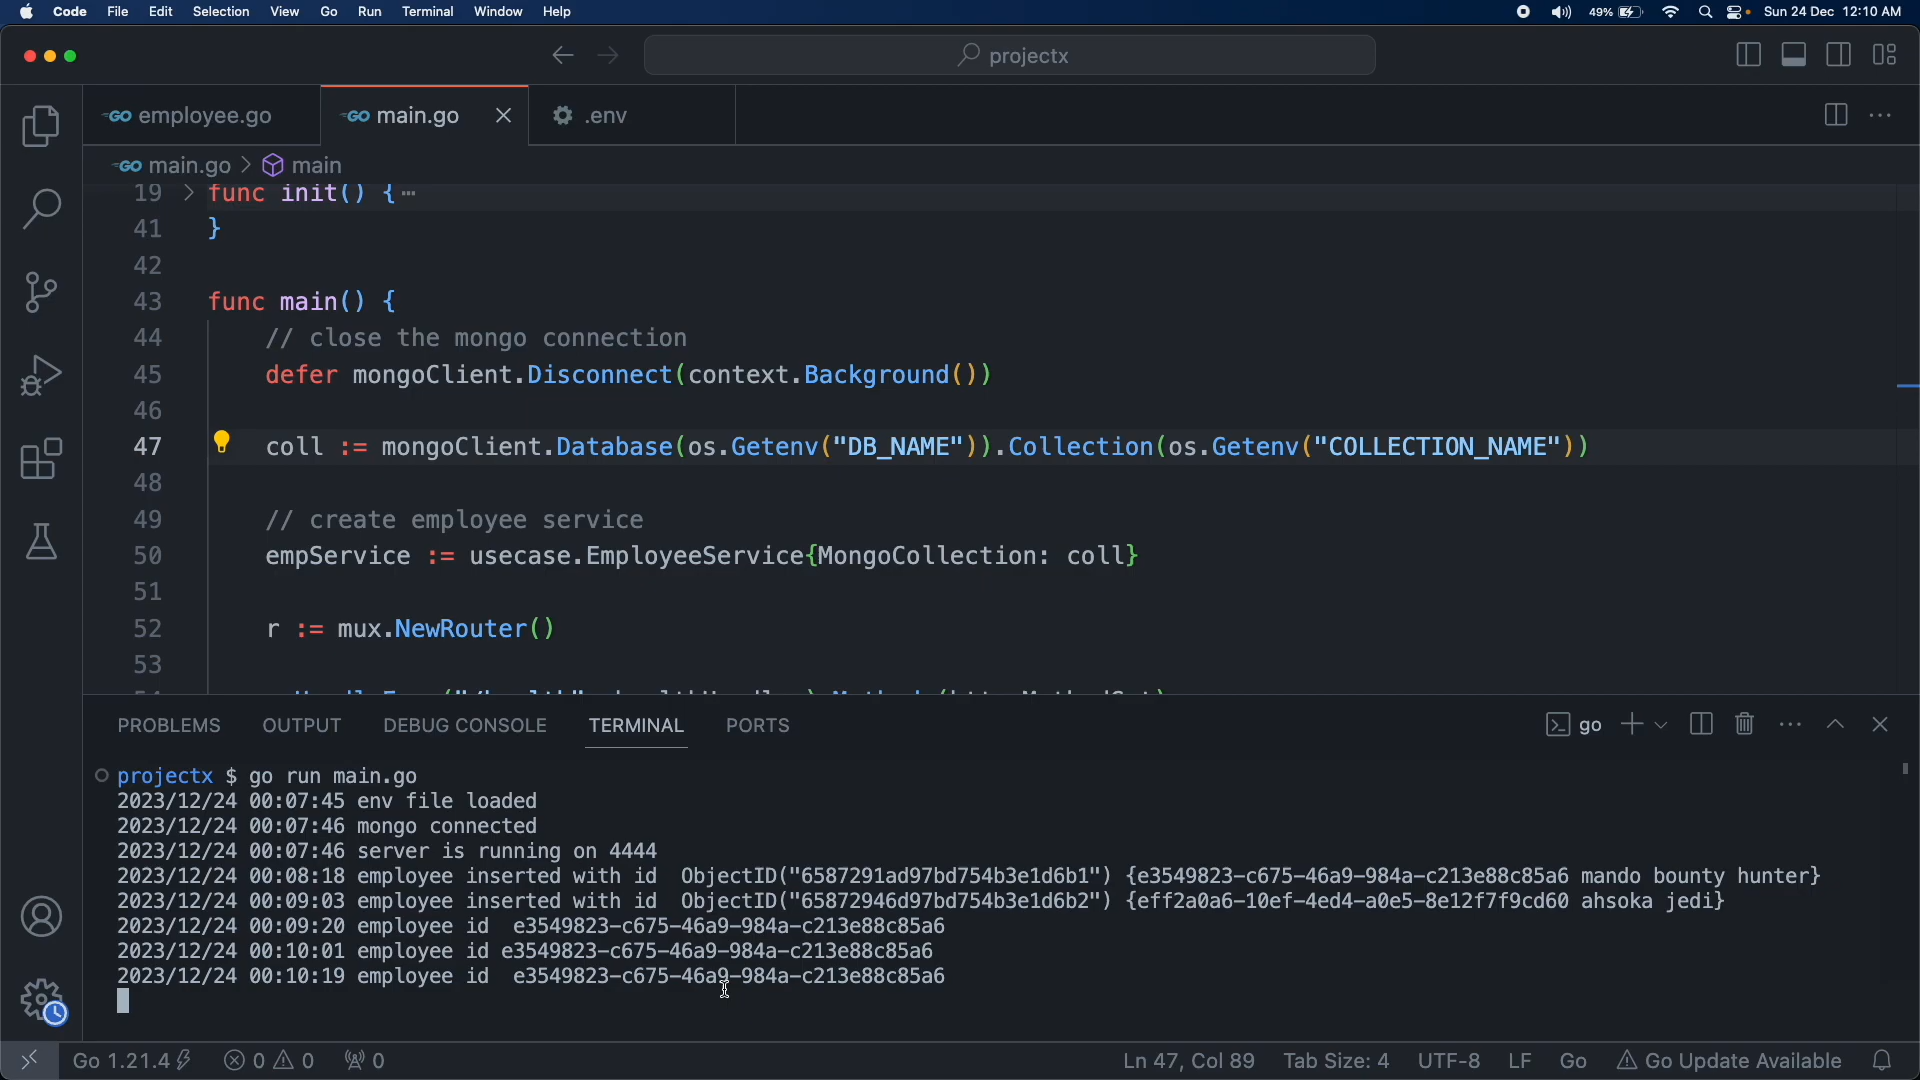 Code File Edit Selection View Go Run Terminal Window Help 49% Sun 24 Dec 12:10 AM
projectx
GO employee.go GO main.go .env
GO main.go > main
19 > func init() {…
41 }
42
43 func main() {
44 // close the mongo connection
45 defer mongoClient.Disconnect(context.Background())
46
47 coll := mongoClient.Database(os.Getenv("DB_NAME")).Collection(os.Getenv("COLLECTION_NAME"))
48
49 // create employee service
50 empService := usecase.EmployeeService{MongoCollection: coll}
51
52 r := mux.NewRouter()
53
PROBLEMS OUTPUT DEBUG CONSOLE TERMINAL PORTS go
projectx $ go run main.go
2023/12/24 00:07:45 env file loaded
2023/12/24 00:07:46 mongo connected
2023/12/24 00:07:46 server is running on 4444
2023/12/24 00:08:18 employee inserted with id  ObjectID("6587291ad97bd754b3e1d6b1") {e3549823-c675-46a9-984a-c213e88c85a6 mando bounty hunter}
2023/12/24 00:09:03 employee inserted with id  ObjectID("65872946d97bd754b3e1d6b2") {eff2a0a6-10ef-4ed4-a0e5-8e12f7f9cd60 ahsoka jedi}
2023/12/24 00:09:20 employee id  e3549823-c675-46a9-984a-c213e88c85a6
2023/12/24 00:10:01 employee id e3549823-c675-46a9-984a-c213e88c85a6
2023/12/24 00:10:19 employee id  e3549823-c675-46a9-984a-c213e88c85a6
Go 1.21.4 0 0 0 Ln 47, Col 89 Tab Size: 4 UTF-8 LF Go Go Update Available